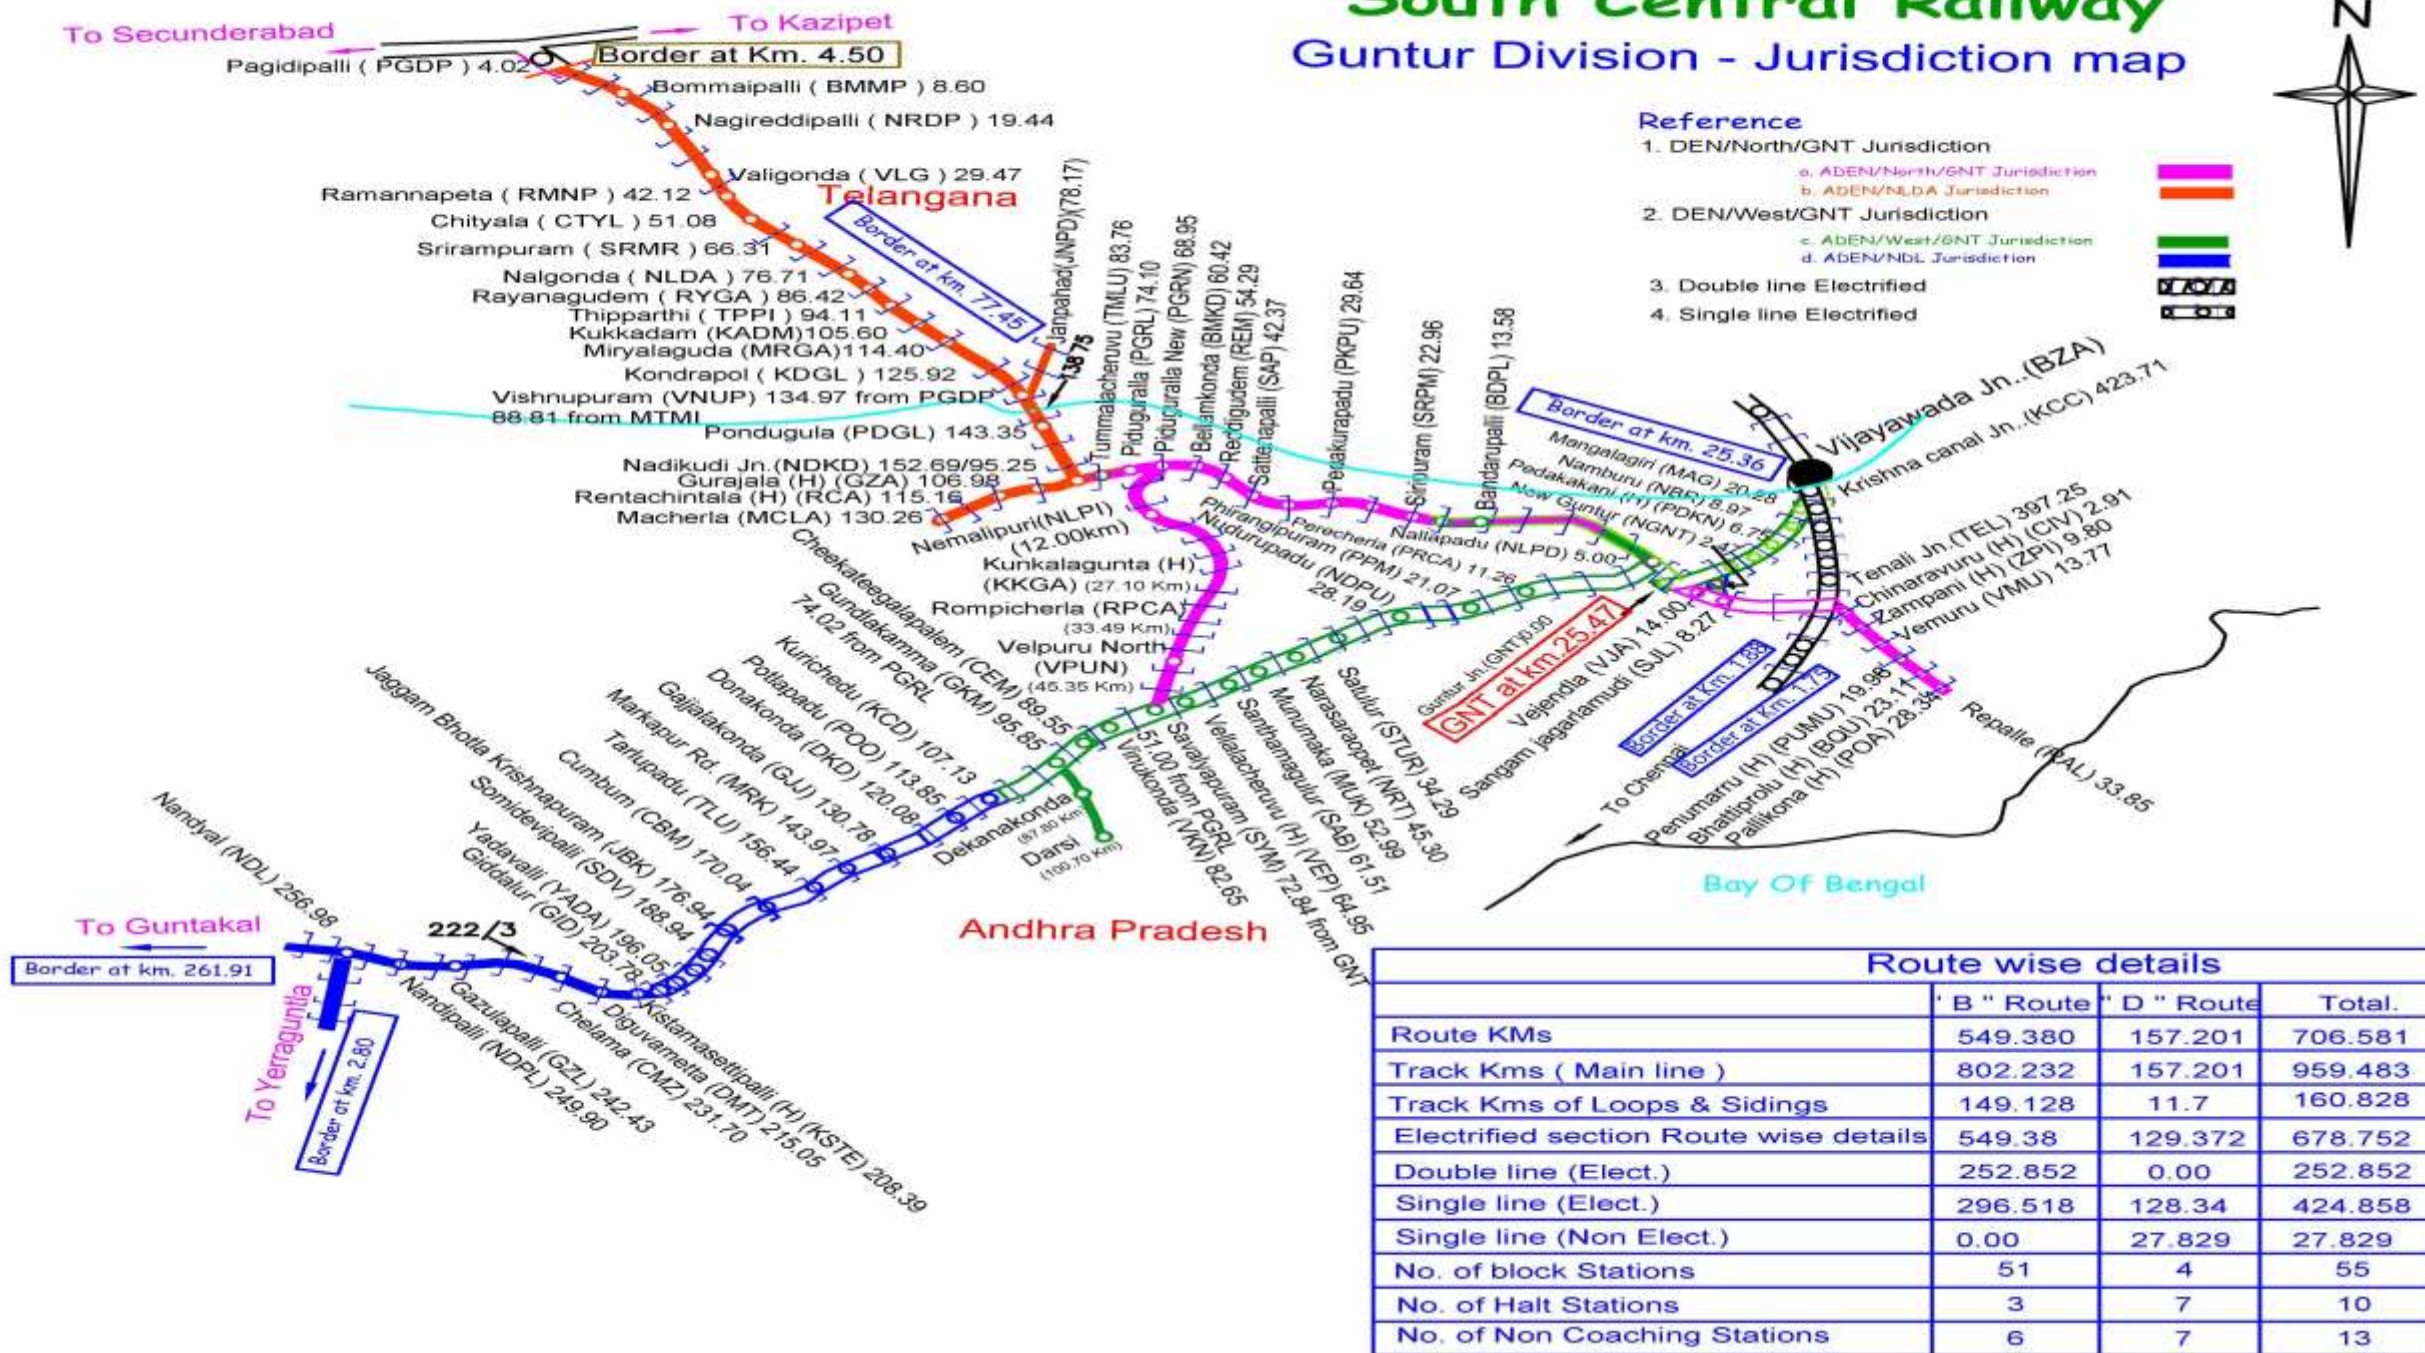 South Central Railway
Guntur Division - Jurisdiction map
N
To Secunderabad
To Kazipet
Pagidipalli ( PGDP ) 4.02
Border at Km. 4.50
Bommaipalli ( BMMP ) 8.60
Nagireddipalli ( NRDP ) 19.44
Valigonda ( VLG ) 29.47
Telangana
Ramannapeta ( RMNP ) 42.12
Chityala ( CTYL ) 51.08
Srirampuram ( SRMR ) 66.31
Nalgonda ( NLDA ) 76.71
Rayanagudem ( RYGA ) 86.42
Thipparthi ( TPPI ) 94.11
Kukkadam (KADM)105.60
Miryalaguda (MRGA)114.40
Kondrapol ( KDGL ) 125.92
Vishnupuram (VNUP) 134.97 from PGDP
88.81 from MTMI
Pondugula (PDGL) 143.35
Nadikudi Jn.(NDKD) 152.69/95.25
Gurajala (H) (GZA) 106.98
Rentachintala (H) (RCA) 115.16
Macherla (MCLA) 130.26
Border at km. 77.45
Janpahad(JNPD)(78.17)
138.75
Tummalacheruvu (TMLU) 83.76
Piduguralla (PGRL) 74.10
Piduguralla New (PGRN) 68.95
Bellamkonda (BMKD) 60.42
Reddigudem (REM) 54.29
Sattenapalli (SAP) 42.37
Pedakurapadu (PKPU) 29.64
Siripuram (SRPM) 22.96
Bandarupalli (BDPL) 13.58
Reference
1. DEN/North/GNT Jurisdiction
a. ADEN/North/GNT Jurisdiction
b. ADEN/NLDA Jurisdiction
2. DEN/West/GNT Jurisdiction
c. ADEN/West/GNT Jurisdiction
d. ADEN/NDL Jurisdiction
3. Double line Electrified
4. Single line Electrified
Border at km. 25.36
Mangalagiri (MAG) 20.28
Namburu (NBR) 8.97
Pedakakani (H) (PDKN) 6.75
New Guntur (NGNT) 2.47
Vijayawada Jn..(BZA)
Krishna canal Jn..(KCC) 423.71
Tenali Jn.(TEL) 397.25
Chinaravuru (H) (CIV) 2.91
Zampani (H) (ZPI) 9.80
Vemuru (VMU) 13.77
Nallapadu (NLPD) 5.00
Perecherla (PRCA) 11.26
Phirangipuram (PPM) 21.07
Nudurupadu (NDPU)
28.19
Nemalipuri(NLPI)
(12.00km)
Kunkalagunta (H)
(KKGA) (27.10 Km)
Rompicherla (RPCA)
(33.49 Km)
Velpuru North
(VPUN)
(45.35 Km)
Guntur Jn.(GNT)0.00
GNT at km.25.47
Vejendla (VJA) 14.00
Sangam jagarlamudi (SJL) 8.27
Border at Km. 1.88
Border at Km. 1.75
To Chennai
Penumarru (H) (PUMU) 19.96
Bhattiprolu (H) (BQU) 23.11
Pallikona (H) (POA) 28.34
Repalle (RAL) 33.85
Bay Of Bengal
Satulur (STUR) 34.29
Narasaraopet (NRT) 45.30
Munumaka (MUK) 52.99
Santhamagulur (SAB) 61.51
Vellalacheruvu (H) (VEP) 64.95
Savalyapuram (SYM) 72.84 from GNT
51.00 from PGRL
Vinukonda (VKN) 82.65
Cheekateegalapalem (CEM) 89.55
Gundlakamma (GKM) 95.85
74.02 from PGRL
Kurichedu (KCD) 107.13
Potlapadu (POO) 113.85
Donakonda (DKD) 120.08
Gajjalakonda (GJJ) 130.78
Markapur Rd. (MRK) 143.97
Tarlupadu (TLU) 156.44
Cumbum (CBM) 170.04
Jaggam Bhotla Krishnapuram (JBK) 176.94
Somidevipalli (SDV) 188.94
Yadavalli (YADA) 196.05
Giddalur (GID) 203.78
Dekanakonda
(87.80 Km)
Darsi
(100.70 Km)
Andhra Pradesh
Nandyal (NDL) 256.98
To Guntakal
222/3
Border at km. 261.91
To Yerraguntla
Border at km. 2.80
Kistamasettipalli (H) (KSTE) 208.39
Diguvametta (DMT) 215.05
Chelama (CMZ) 231.70
Gazulapalli (GZL) 242.43
Nandipalli (NDPL) 249.90
Route wise details
' B " Route " D " Route Total.
Route KMs 549.380 157.201 706.581
Track Kms ( Main line ) 802.232 157.201 959.483
Track Kms of Loops & Sidings 149.128 11.7 160.828
Electrified section Route wise details 549.38 129.372 678.752
Double line (Elect.) 252.852 0.00 252.852
Single line (Elect.) 296.518 128.34 424.858
Single line (Non Elect.) 0.00 27.829 27.829
No. of block Stations 51 4 55
No. of Halt Stations 3 7 10
No. of Non Coaching Stations 6 7 13